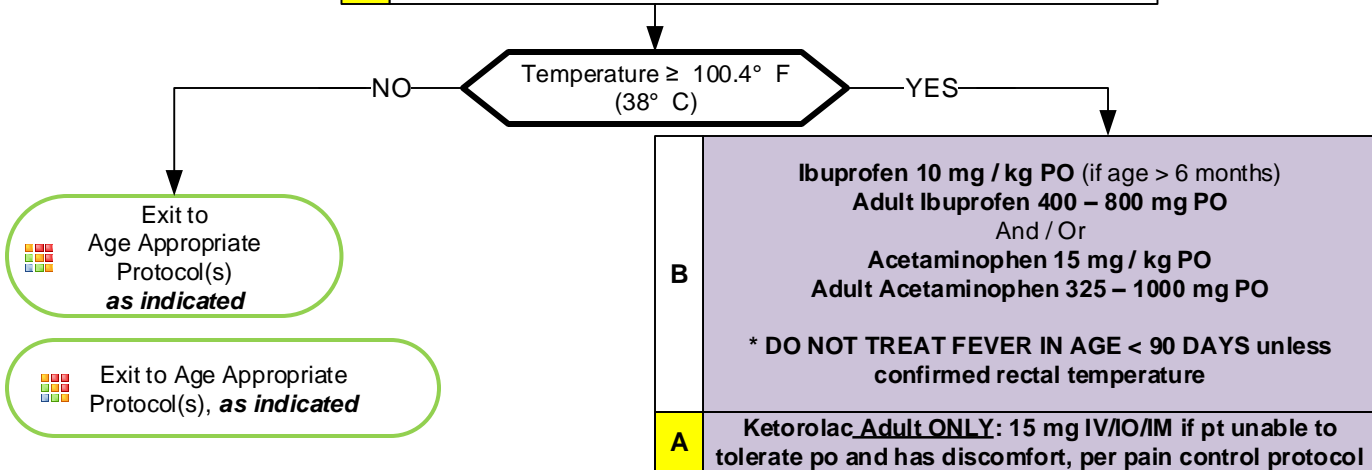 Temperature ≥ 100.4° F
(38° C)
NO
YES
Exit to
Age Appropriate
Protocol(s)
as indicated
Exit to Age Appropriate
Protocol(s), as indicated
B
Ibuprofen 10 mg / kg PO (if age > 6 months)
Adult Ibuprofen 400 – 800 mg PO
And / Or
Acetaminophen 15 mg / kg PO
Adult Acetaminophen 325 – 1000 mg PO
* DO NOT TREAT FEVER IN AGE < 90 DAYS unless
confirmed rectal temperature
A
Ketorolac Adult ONLY: 15 mg IV/IO/IM if pt unable to
tolerate po and has discomfort, per pain control protocol